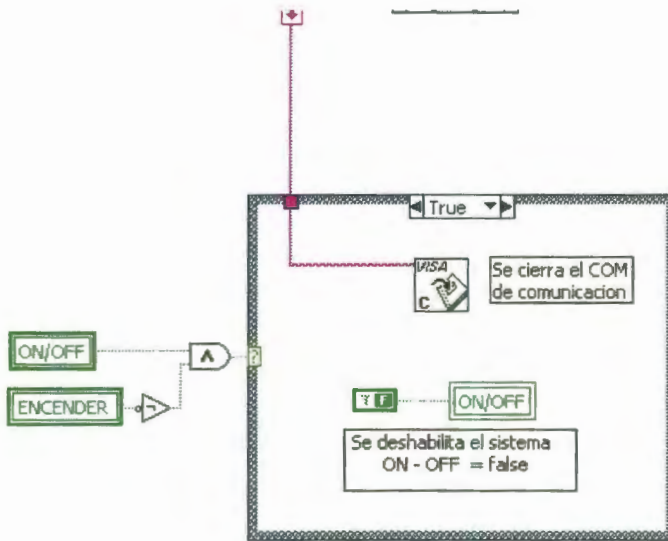 True
VISA
C
Se cierra el COM
de comunicacion
ON/OFF
ENCENDER
?
F
ON/OFF
Se deshabilita el sistema
ON - OFF = false